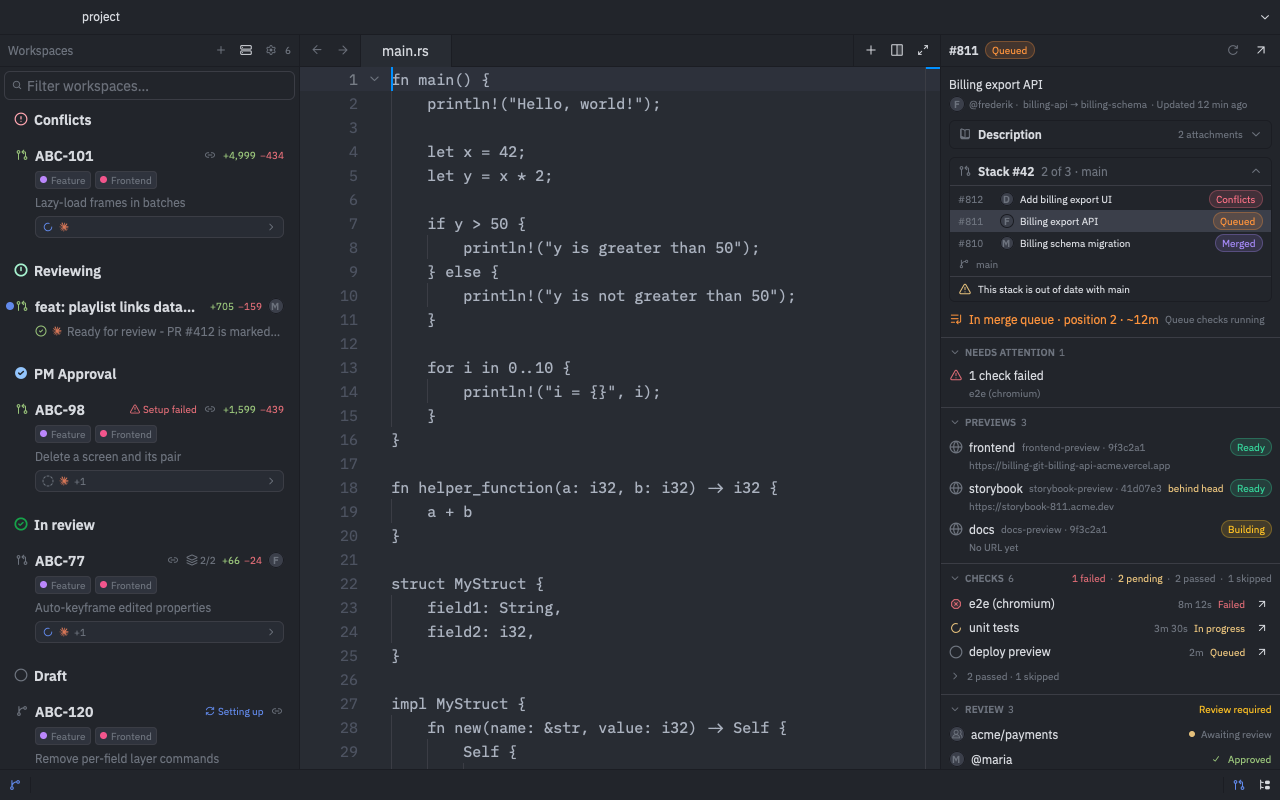 project
Workspaces
6
Filter workspaces...
Conflicts
ABC-101 +4,999 −434
Feature Frontend
Lazy-load frames in batches
Reviewing
feat: playlist links data... +705 −159 M
Ready for review - PR #412 is marked...
PM Approval
ABC-98 Setup failed +1,599 −439
Feature Frontend
Delete a screen and its pair
+1
In review
ABC-77 2/2 +66 −24 F
Feature Frontend
Auto-keyframe edited properties
+1
Draft
ABC-120 Setting up
Feature Frontend
Remove per-field layer commands
main.rs
1 fn main() {
2 println!("Hello, world!");
3
4 let x = 42;
5 let y = x * 2;
6
7 if y > 50 {
8 println!("y is greater than 50");
9 } else {
10 println!("y is not greater than 50");
11 }
12
13 for i in 0..10 {
14 println!("i = {}", i);
15 }
16 }
17
18 fn helper_function(a: i32, b: i32) -> i32 {
19 a + b
20 }
21
22 struct MyStruct {
23 field1: String,
24 field2: i32,
25 }
26
27 impl MyStruct {
28 fn new(name: &str, value: i32) -> Self {
29 Self {
#811 Queued
Billing export API
F @frederik · billing-api → billing-schema · Updated 12 min ago
Description 2 attachments
Stack #42 2 of 3 · main
#812 D Add billing export UI Conflicts
#811 F Billing export API Queued
#810 M Billing schema migration Merged
main
This stack is out of date with main
In merge queue · position 2 · ~12m Queue checks running
NEEDS ATTENTION 1
1 check failed
e2e (chromium)
PREVIEWS 3
frontend frontend-preview · 9f3c2a1 Ready
https://billing-git-billing-api-acme.vercel.app
storybook storybook-preview · 41d07e3 behind head Ready
https://storybook-811.acme.dev
docs docs-preview · 9f3c2a1 Building
No URL yet
CHECKS 6 1 failed · 2 pending · 2 passed · 1 skipped
e2e (chromium) 8m 12s Failed
unit tests 3m 30s In progress
deploy preview 2m Queued
2 passed · 1 skipped
REVIEW 3 Review required
acme/payments Awaiting review
M @maria Approved